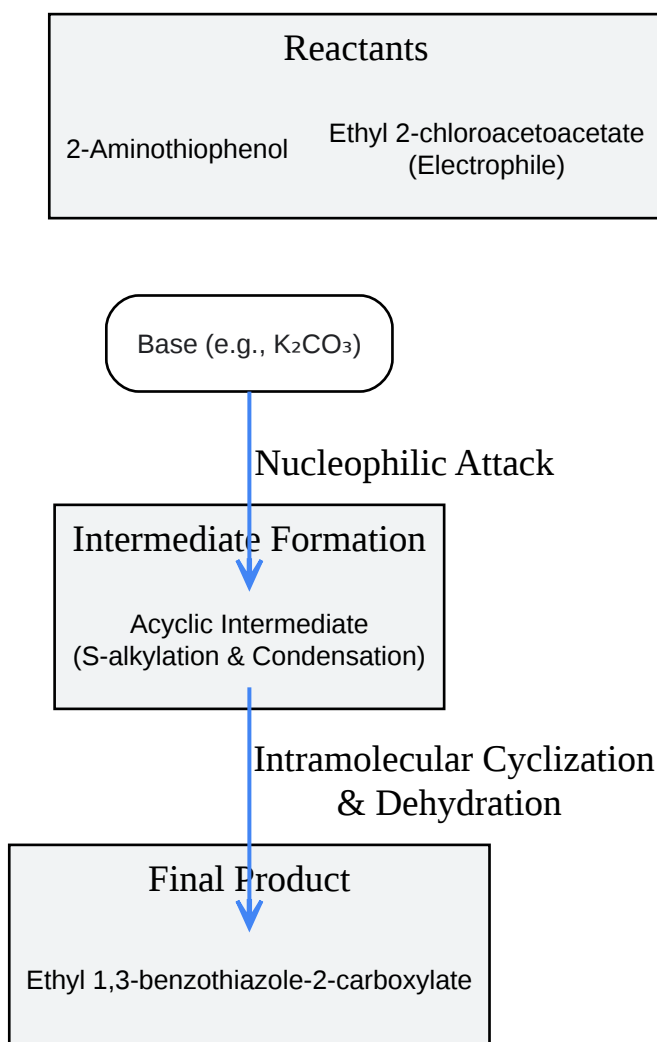 Reactants
2-Aminothiophenol
Ethyl 2-chloroacetoacetate
(Electrophile)
Base (e.g., K₂CO₃)
Nucleophilic Attack
Intermediate Formation
Acyclic Intermediate
(S-alkylation & Condensation)
Intramolecular Cyclization
& Dehydration
Final Product
Ethyl 1,3-benzothiazole-2-carboxylate